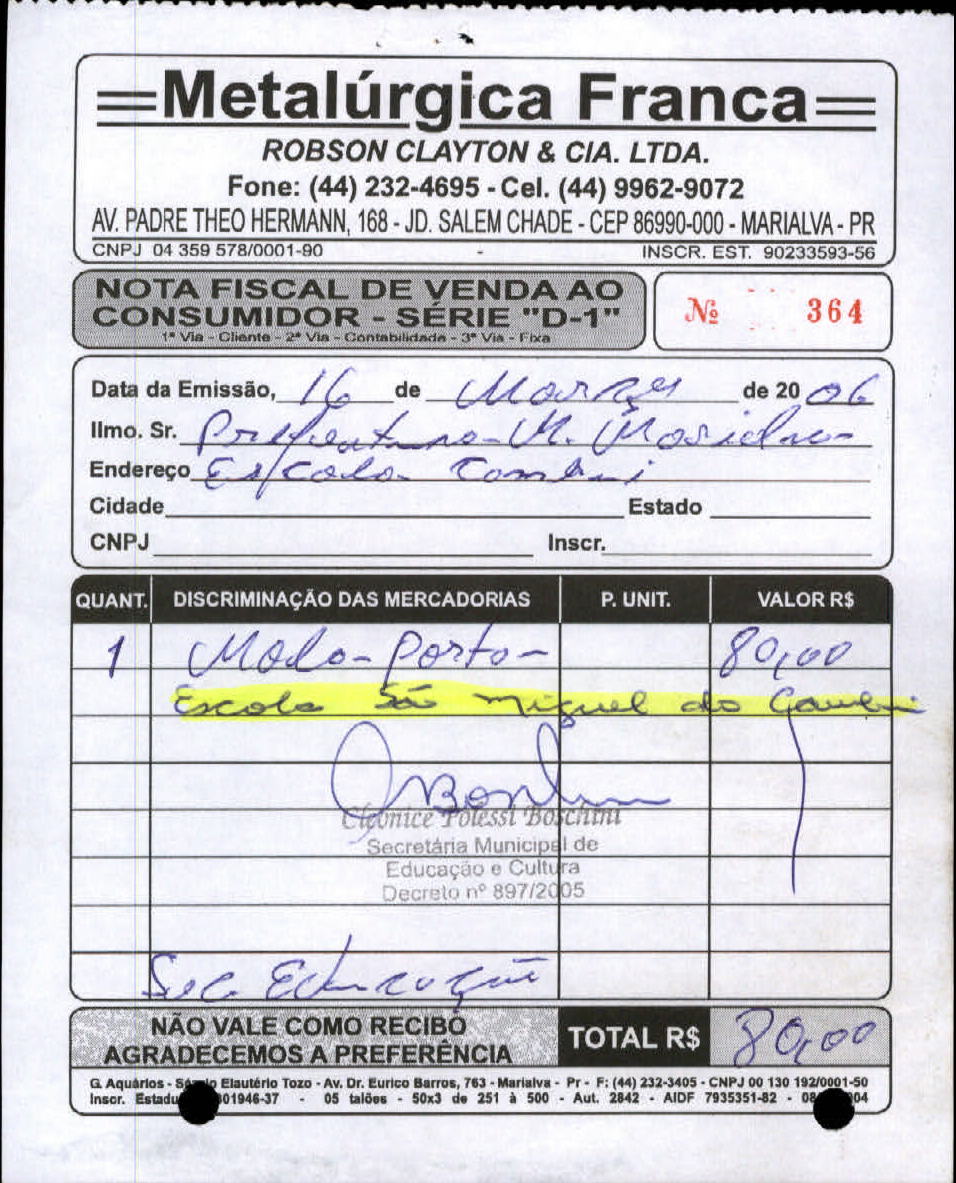 Metalúrgica Franca
ROBSON CLAYTON & CIA. LTDA.
Fone: (44) 232-4695 - Cel. (44) 9962-9072
AV. PADRE THEO HERMANN, 168 - JD. SALEM CHADE - CEP 86990-000 - MARIALVA - PR
CNPJ 04 359 578/0001-90 - INSCR. EST. 90233593-56
NOTA FISCAL DE VENDA AO
CONSUMIDOR - SÉRIE "D-1"
1ª Via - Cliente - 2ª Via - Contabilidade - 3ª Via - Fixa
Nº 364
Data da Emissão, 16 de Março de 2006
Ilmo. Sr. Prefeitura M. Marialva
Endereço Escola
Cidade Estado
CNPJ Inscr.
QUANT. DISCRIMINAÇÃO DAS MERCADORIAS P. UNIT. VALOR R$
1 Mola Porta 80,00
Escola São Miguel do
Cleonice Polessi Boschini
Secretária Municipal de
Educação e Cultura
Decreto nº 897/2005
Sec. Educação
NÃO VALE COMO RECIBO
AGRADECEMOS A PREFERÊNCIA
TOTAL R$ 80,00
G. Aquários - Elautério Tozo - Av. Dr. Eurico Barros, 763 - Marialva - Pr - F: (44) 232-3405 - CNPJ 00 130 192/0001-50
Inscr. 01946-37 - 05 talões - 50x3 de 251 à 500 - Aut. 2842 - AIDF 7935351-82 -